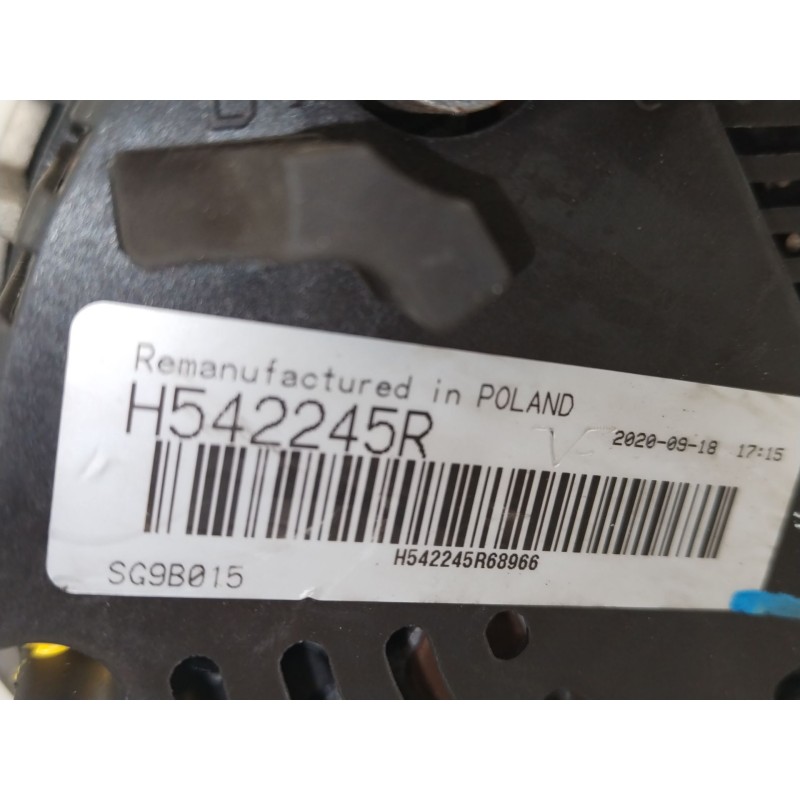 Remanufactured in POLAND
H542245R
2020-09-18 17:15
H542245R68966
SG9B015